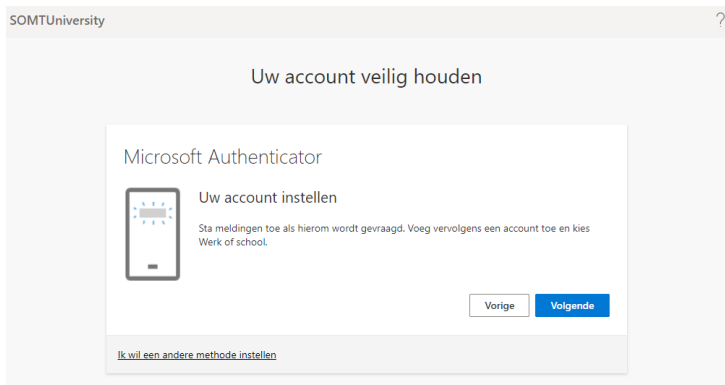 SOMTUniversity
?
Uw account veilig houden
Microsoft Authenticator
Uw account instellen
Sta meldingen toe als hierom wordt gevraagd. Voeg vervolgens een account toe en kies
Werk of school.
Vorige
Volgende
Ik wil een andere methode instellen